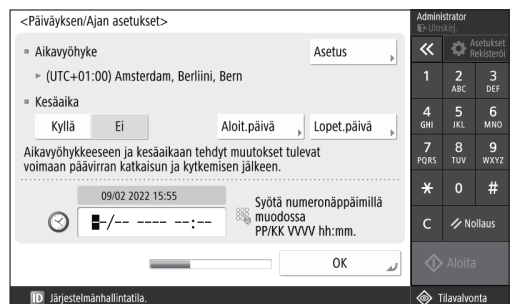 <Päiväyksen/Ajan asetukset>
Aikavyöhyke
Asetus
(UTC+01:00) Amsterdam, Berliini, Bern
Kesäaika
Kyllä
Ei
Aloit.päivä
Lopet.päivä
Aikavyöhykkeeseen ja kesäaikaan tehdyt muutokset tulevat
voimaan päävirran katkaisun ja kytkemisen jälkeen.
09/02 2022 15:55
-/-- ---- --:--
Syötä numeronäppäimillä
muodossa
PP/KK VVVV hh:mm.
OK
ID Järjestelmänhallintatila.
Administrator
Uloskirj.
Asetukset
Rekisteröi
1
2 ABC
3 DEF
4 GHI
5 JKL
6 MNO
7 PQRS
8 TUV
9 WXYZ
*
0
#
C
Nollaus
Aloita
Tilavalvonta